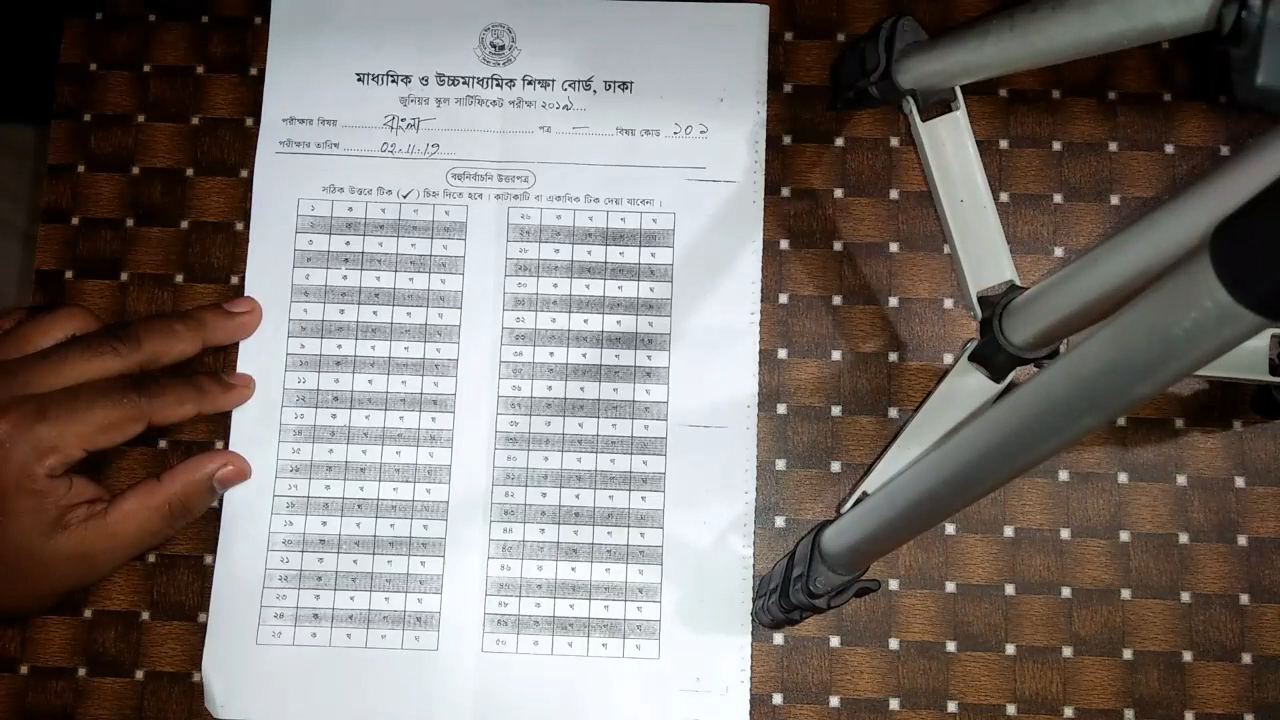 মাধ্যমিক ও উচ্চমাধ্যমিক শিক্ষা বোর্ড, ঢাকা
জুনিয়র স্কুল সার্টিফিকেট পরীক্ষা ২০১৯....
পরীক্ষার বিষয় ........বাংলা........ পত্র ....—.... বিষয় কোড ..১০১..
পরীক্ষার তারিখ ........02.11.19......
বহুনির্বাচনি উত্তরপত্র
সঠিক উত্তরে টিক (✓) চিহ্ন দিতে হবে। কাটাকাটি বা একাধিক টিক দেয়া যাবেনা।
১ ক খ গ ঘ ২৬ ক খ গ ঘ
২ ক খ গ ঘ ২৭ ক খ গ ঘ
৩ ক খ গ ঘ ২৮ ক খ গ ঘ
৪ ক খ গ ঘ ২৯ ক খ গ ঘ
৫ ক খ গ ঘ ৩০ ক খ গ ঘ
৬ ক খ গ ঘ ৩১ ক খ গ ঘ
৭ ক খ গ ঘ ৩২ ক খ গ ঘ
৮ ক খ গ ঘ ৩৩ ক খ গ ঘ
৯ ক খ গ ঘ ৩৪ ক খ গ ঘ
১০ ক খ গ ঘ ৩৫ ক খ গ ঘ
১১ ক খ গ ঘ ৩৬ ক খ গ ঘ
১২ ক খ গ ঘ ৩৭ ক খ গ ঘ
১৩ ক খ গ ঘ ৩৮ ক খ গ ঘ
১৪ ক খ গ ঘ ৩৯ ক খ গ ঘ
১৫ ক খ গ ঘ ৪০ ক খ গ ঘ
১৬ ক খ গ ঘ ৪১ ক খ গ ঘ
১৭ ক খ গ ঘ ৪২ ক খ গ ঘ
১৮ ক খ গ ঘ ৪৩ ক খ গ ঘ
১৯ ক খ গ ঘ ৪৪ ক খ গ ঘ
২০ ক খ গ ঘ ৪৫ ক খ গ ঘ
২১ ক খ গ ঘ ৪৬ ক খ গ ঘ
২২ ক খ গ ঘ ৪৭ ক খ গ ঘ
২৩ ক খ গ ঘ ৪৮ ক খ গ ঘ
২৪ ক খ গ ঘ ৪৯ ক খ গ ঘ
২৫ ক খ গ ঘ ৫০ ক খ গ ঘ